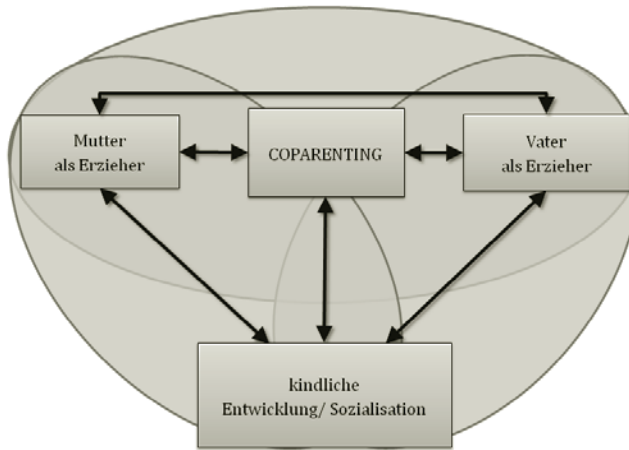 Mutter
als Erzieher
COPARENTING
Vater
als Erzieher
kindliche
Entwicklung/ Sozialisation